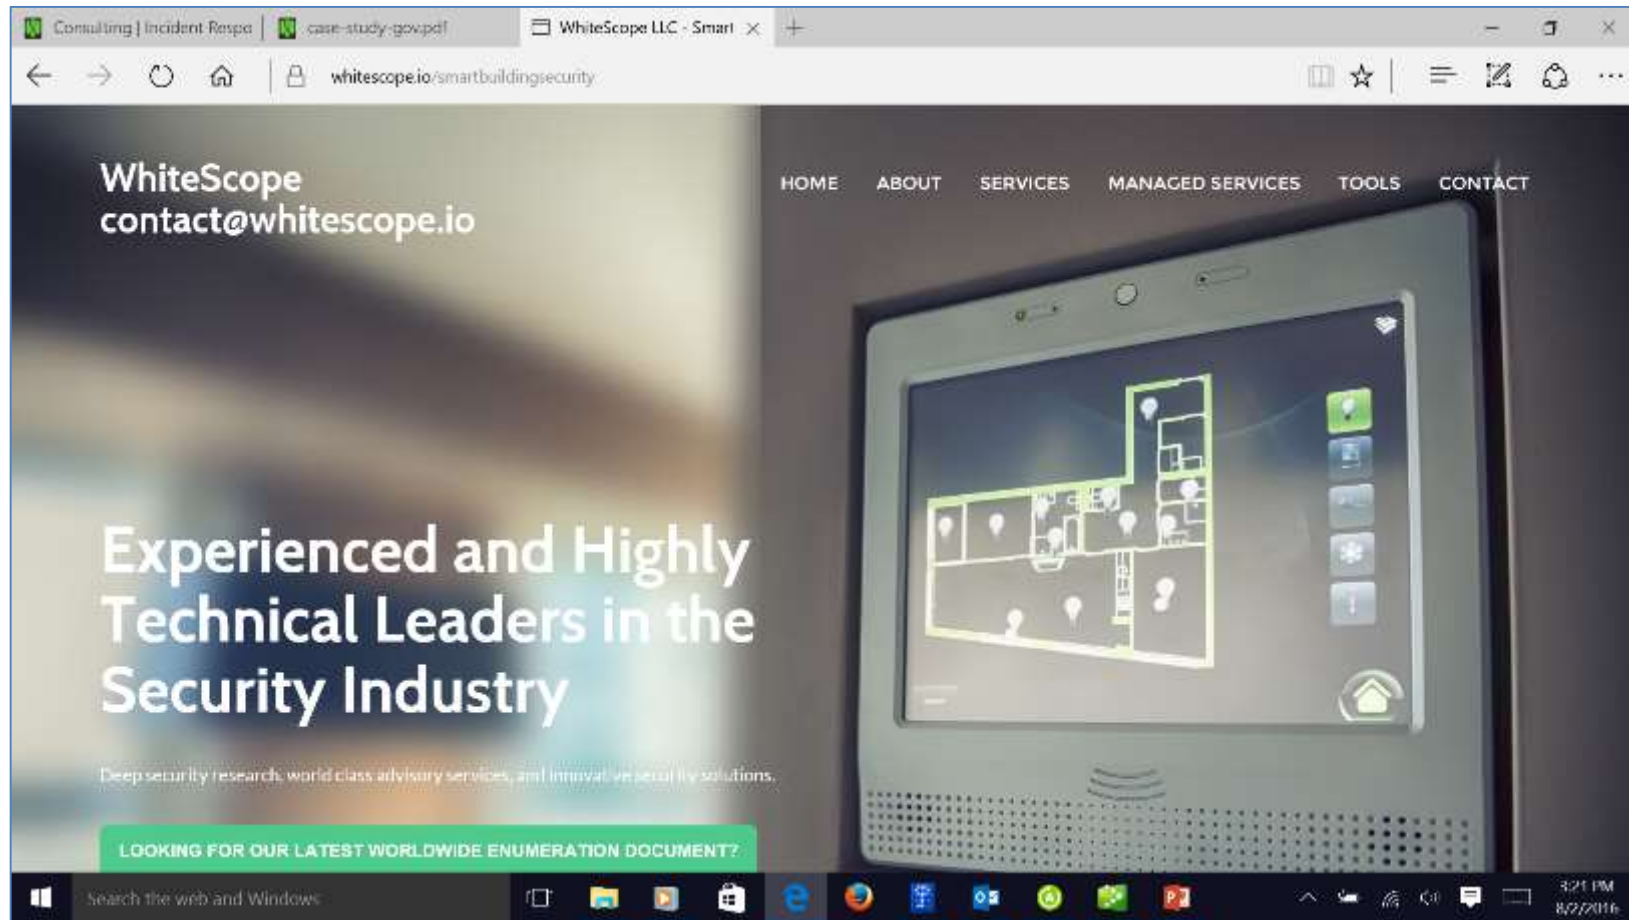 Consulting | Incident Respo
case-study-gov.pdf
WhiteScope LLC - Smart
whitescope.io/smartbuildingsecurity
WhiteScope
contact@whitescope.io
HOME ABOUT SERVICES MANAGED SERVICES TOOLS CONTACT
Experienced and Highly
Technical Leaders in the
Security Industry
Deep security research, world class advisory services, and innovative security solutions.
LOOKING FOR OUR LATEST WORLDWIDE ENUMERATION DOCUMENT?
Search the web and Windows
3:21 PM
8/2/2016